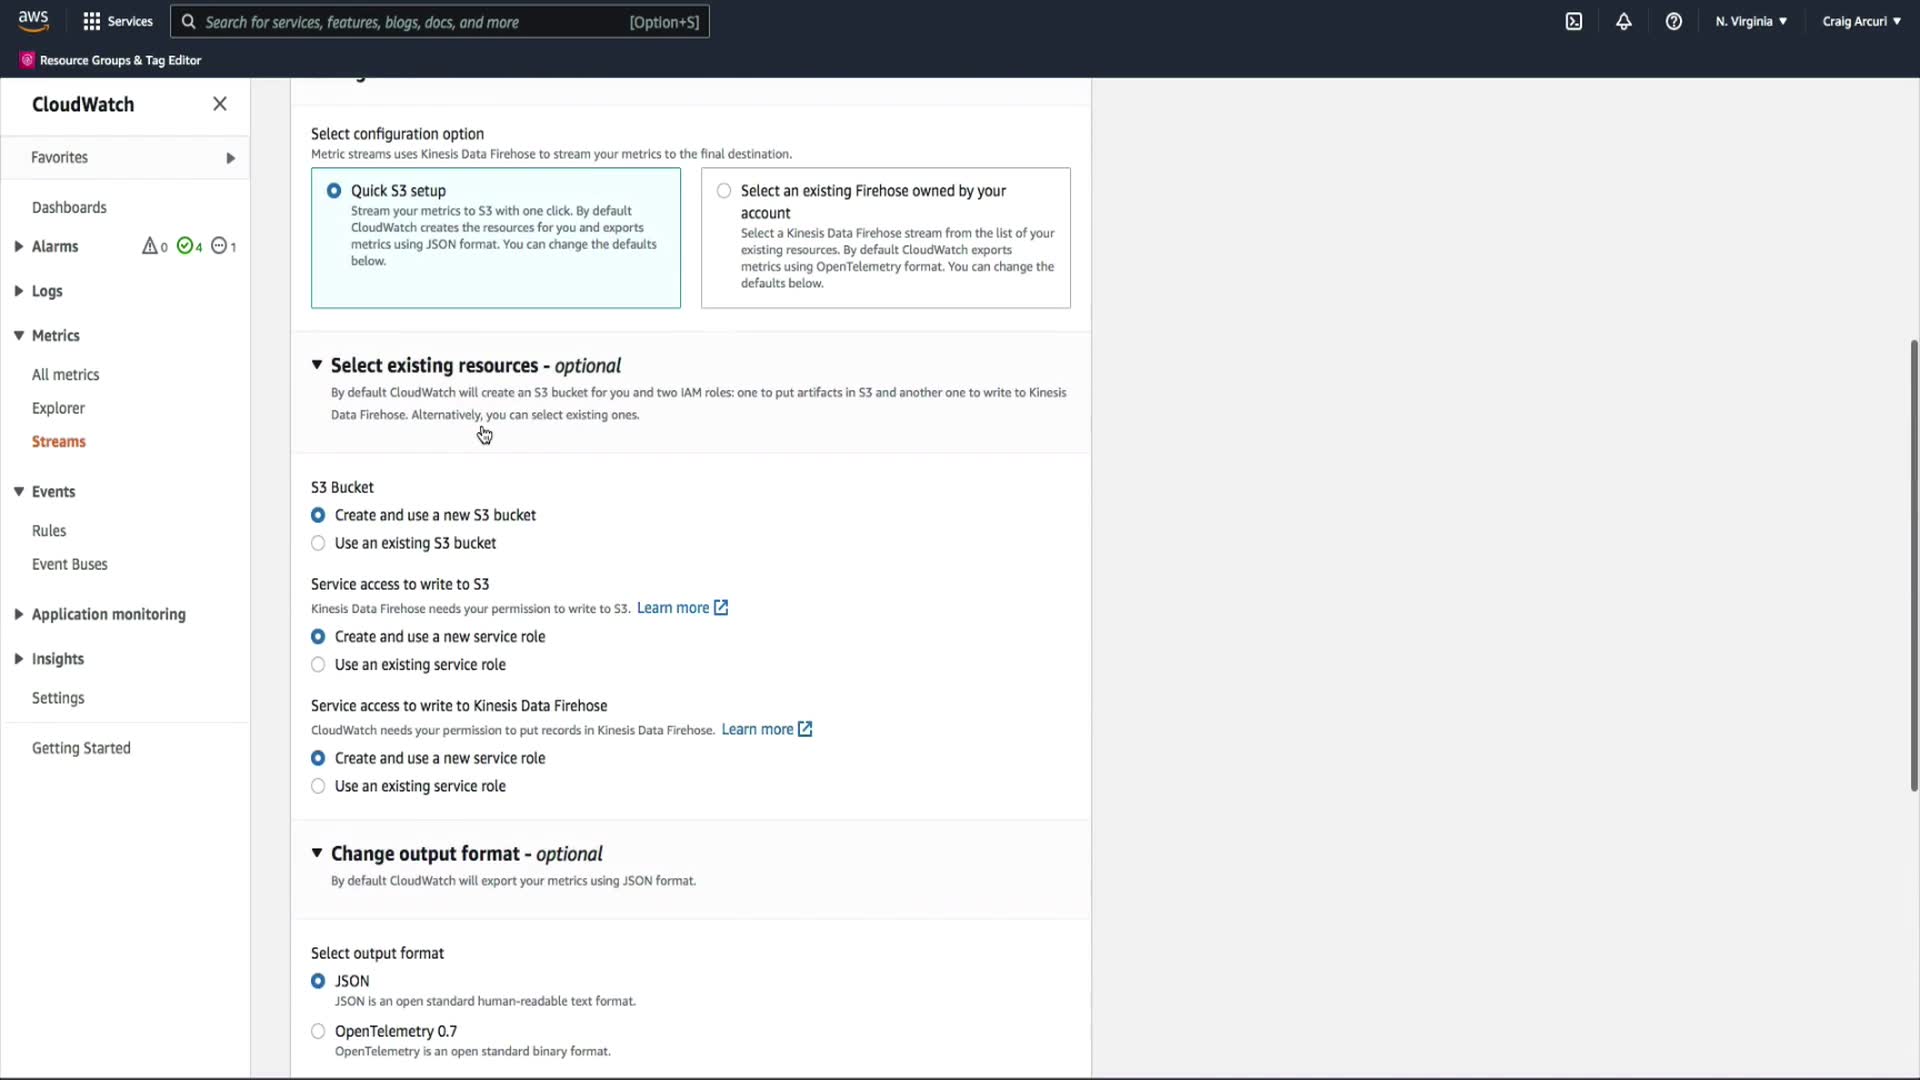 aws
Services
Search for services, features, blogs, docs, and more
[Option+S]
N. Virginia
Craig Arcuri
Resource Groups & Tag Editor
CloudWatch
Favorites
Dashboards
Alarms
0
4
1
Logs
Metrics
All metrics
Explorer
Streams
Events
Rules
Event Buses
Application monitoring
Insights
Settings
Getting Started
Select configuration option
Metric streams uses Kinesis Data Firehose to stream your metrics to the final destination.
Quick S3 setup
Stream your metrics to S3 with one click. By default
CloudWatch creates the resources for you and exports
metrics using JSON format. You can change the defaults
below.
Select an existing Firehose owned by your
account
Select a Kinesis Data Firehose stream from the list of your
existing resources. By default CloudWatch exports
metrics using OpenTelemetry format. You can change the
defaults below.
Select existing resources - optional
By default CloudWatch will create an S3 bucket for you and two IAM roles: one to put artifacts in S3 and another one to write to Kinesis
Data Firehose. Alternatively, you can select existing ones.
S3 Bucket
Create and use a new S3 bucket
Use an existing S3 bucket
Service access to write to S3
Kinesis Data Firehose needs your permission to write to S3. Learn more
Create and use a new service role
Use an existing service role
Service access to write to Kinesis Data Firehose
CloudWatch needs your permission to put records in Kinesis Data Firehose. Learn more
Create and use a new service role
Use an existing service role
Change output format - optional
By default CloudWatch will export your metrics using JSON format.
Select output format
JSON
JSON is an open standard human-readable text format.
OpenTelemetry 0.7
OpenTelemetry is an open standard binary format.